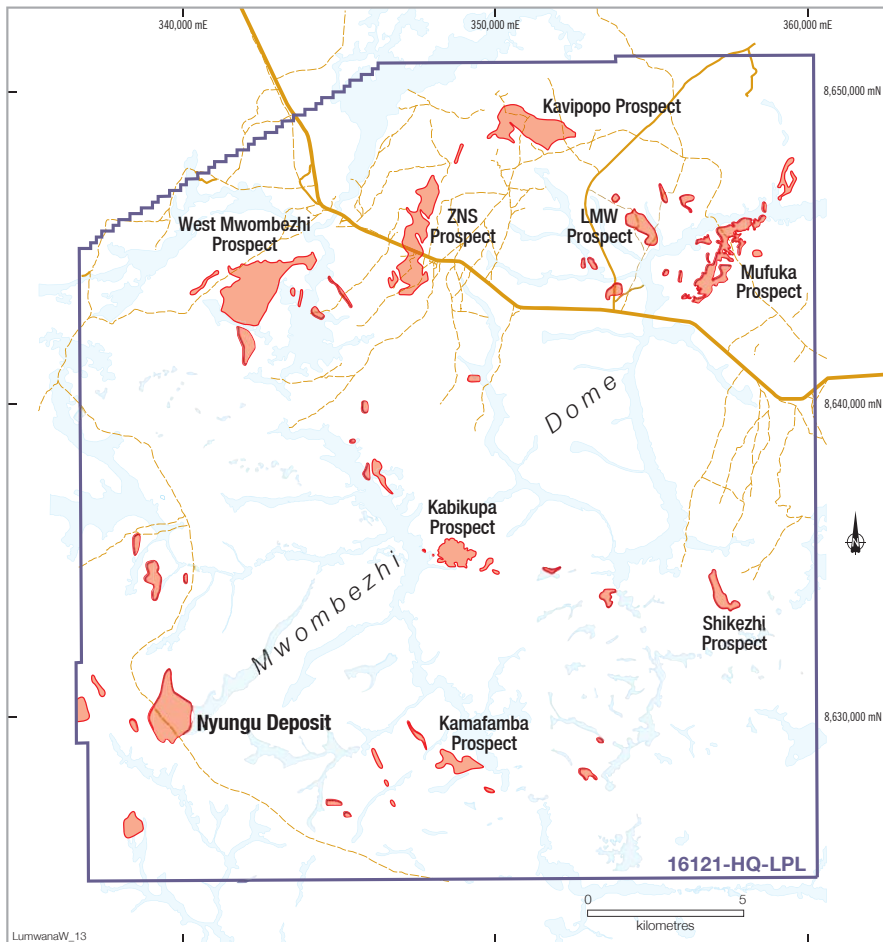 340,000 mE
350,000 mE
360,000 mE
8,650,000 mN
Kavipopo Prospect
West Mwombezhi
Prospect
ZNS
Prospect
LMW
Prospect
Mufuka
Prospect
8,640,000 mN
Dome
Kabikupa
Prospect
N
Mwombezhi
Shikezhi
Prospect
Nyungu Deposit
Kamafamba
Prospect
8,630,000 mN
16121-HQ-LPL
0 5
kilometres
LumwanaW_13